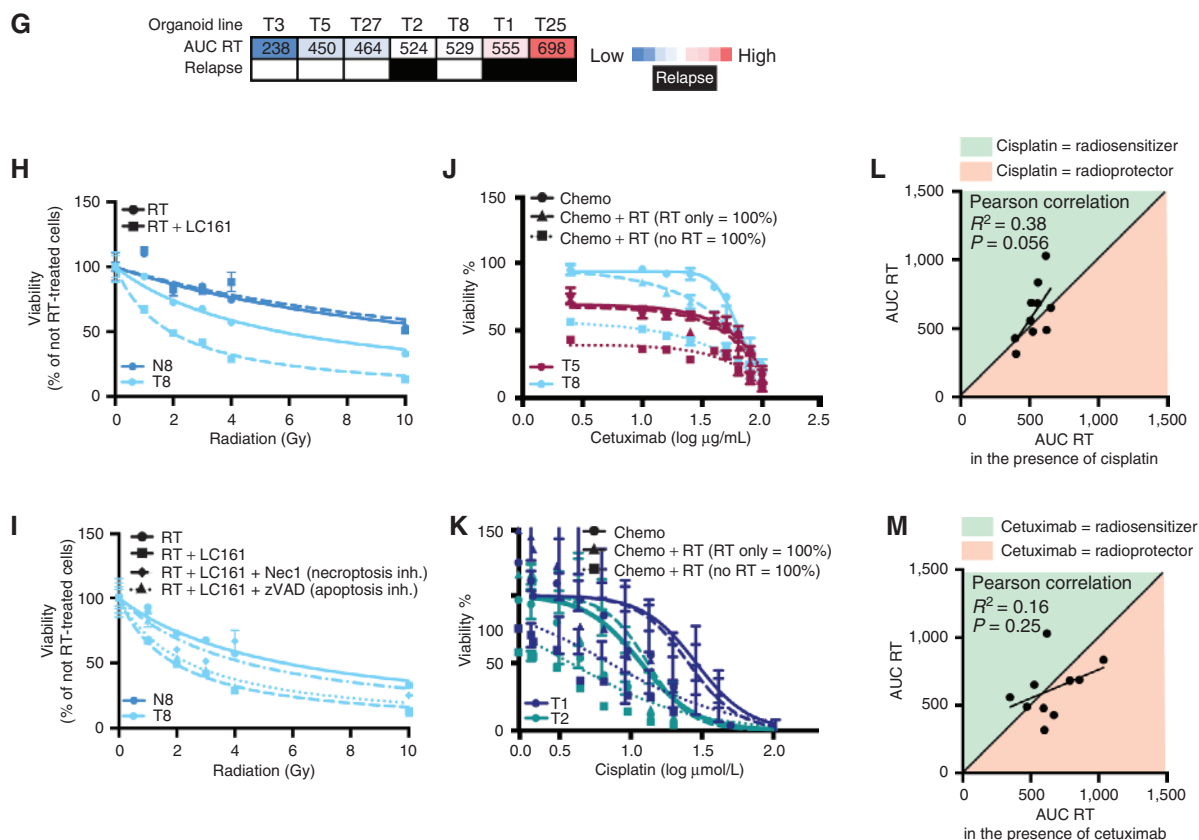 G
Organoid line T3 T5 T27 T2 T8 T1 T25
AUC RT 238 450 464 524 529 555 698
Relapse
Low High
Relapse
H
150
100
50
0
Viability
(% of not RT-treated cells)
RT
RT + LC161
N8
T8
0 2 4 6 8 10
Radiation (Gy)
J
150
100
50
0
Viability %
Chemo
Chemo + RT (RT only = 100%)
Chemo + RT (no RT = 100%)
T5
T8
0.0 0.5 1.0 1.5 2.0 2.5
Cetuximab (log μg/mL)
L
Cisplatin = radiosensitizer
Cisplatin = radioprotector
1,500
1,000
500
0
AUC RT
Pearson correlation
R² = 0.38
P = 0.056
0 500 1,000 1,500
AUC RT
in the presence of cisplatin
I
150
100
50
0
Viability
(% of not RT-treated cells)
RT
RT + LC161
RT + LC161 + Nec1 (necroptosis inh.)
RT + LC161 + zVAD (apoptosis inh.)
N8
T8
0 2 4 6 8 10
Radiation (Gy)
K
150
100
50
0
Viability %
Chemo
Chemo + RT (RT only = 100%)
Chemo + RT (no RT = 100%)
T1
T2
0.0 0.5 1.0 1.5 2.0
Cisplatin (log μmol/L)
M
Cetuximab = radiosensitizer
Cetuximab = radioprotector
1,500
1,000
500
0
AUC RT
Pearson correlation
R² = 0.16
P = 0.25
0 500 1,000 1,500
AUC RT
in the presence of cetuximab